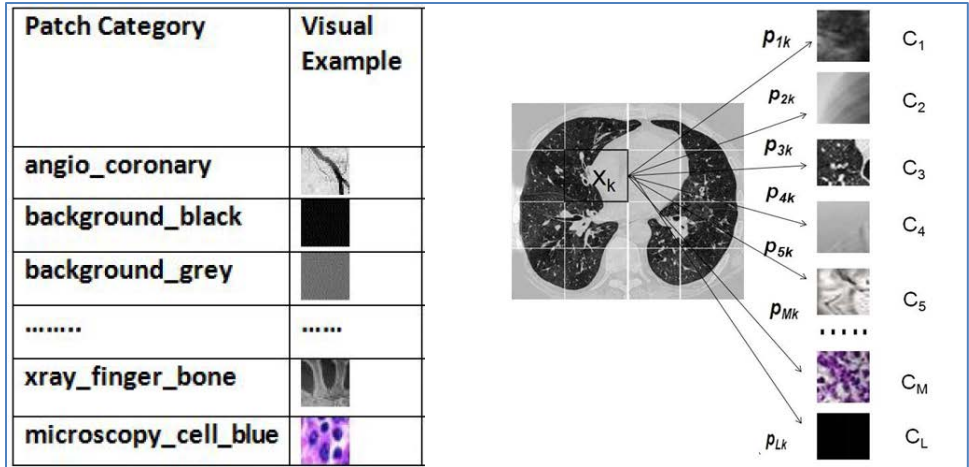 Patch Category
Visual
Example
angio_coronary
background_black
background_grey
........
......
xray_finger_bone
microscopy_cell_blue
p1k
C1
p2k
C2
p3k
C3
Xk
p4k
C4
p5k
C5
pMk
.....
CM
pLk
CL